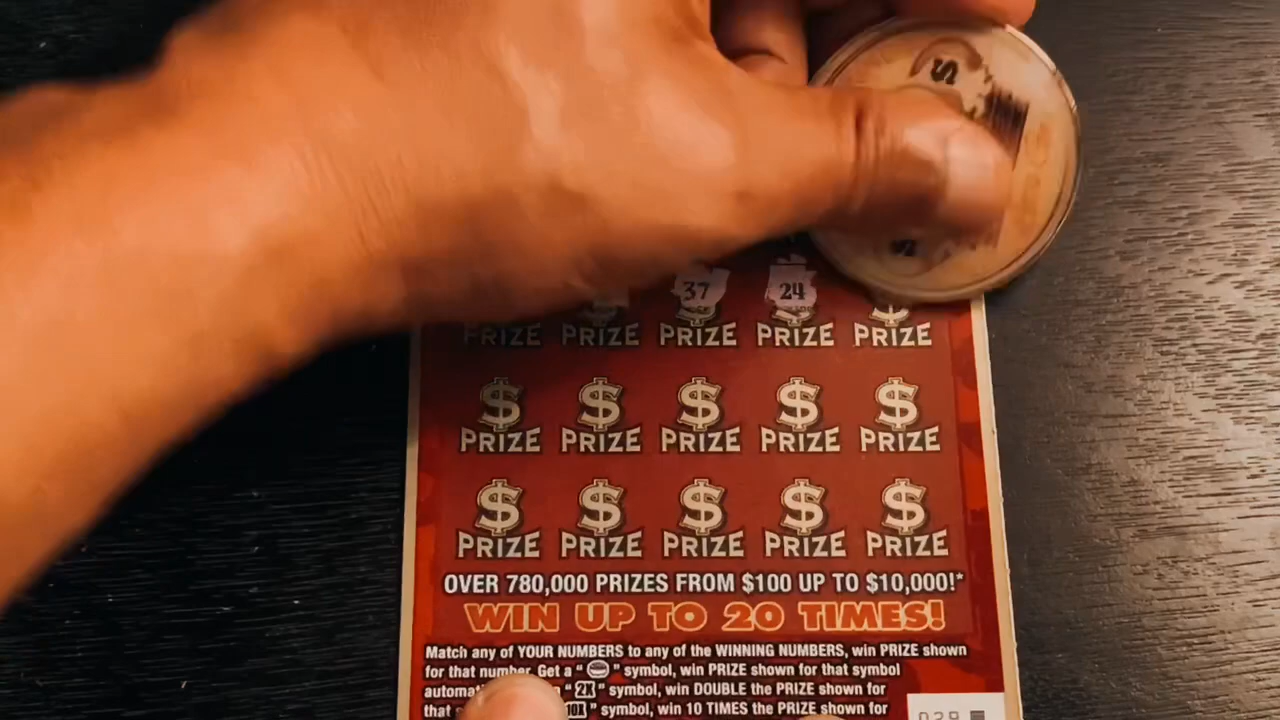 37 24
PRIZE PRIZE PRIZE PRIZE PRIZE
$ $ $ $ $
PRIZE PRIZE PRIZE PRIZE PRIZE
$ $ $ $ $
PRIZE PRIZE PRIZE PRIZE PRIZE
OVER 780,000 PRIZES FROM $100 UP TO $10,000!*
WIN UP TO 20 TIMES!
Match any of YOUR NUMBERS to any of the WINNING NUMBERS, win PRIZE shown
for that number. Get a " " symbol, win PRIZE shown for that symbol
"2X" symbol, win DOUBLE the PRIZE shown for
that 10X" symbol, win 10 TIMES the PRIZE shown for